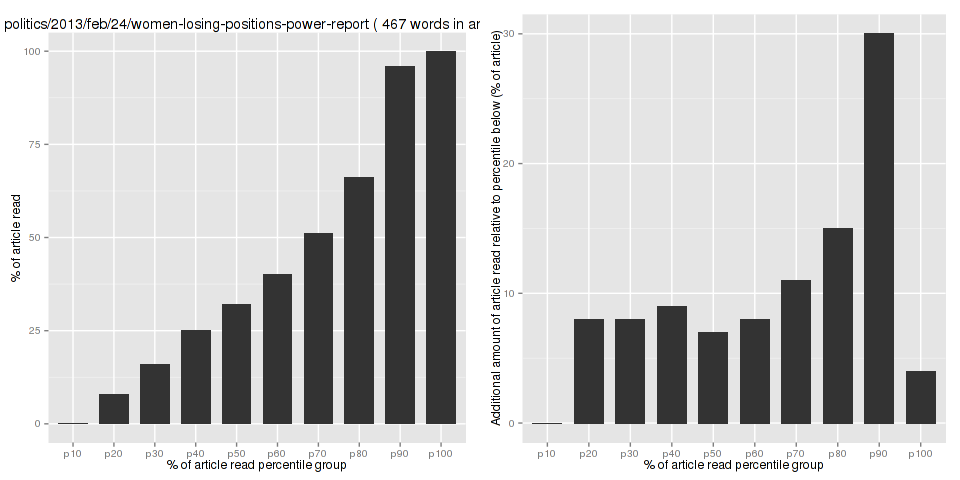 politics/2013/feb/24/women-losing-positions-power-report ( 467 words in ar
100
75
50
25
0
% of article read
p10 p20 p30 p40 p50 p60 p70 p80 p90 p100
% of article read percentile group
30
20
10
0
Additional amount of article read relative to percentile below (% of article)
p10 p20 p30 p40 p50 p60 p70 p80 p90 p100
% of article read percentile group